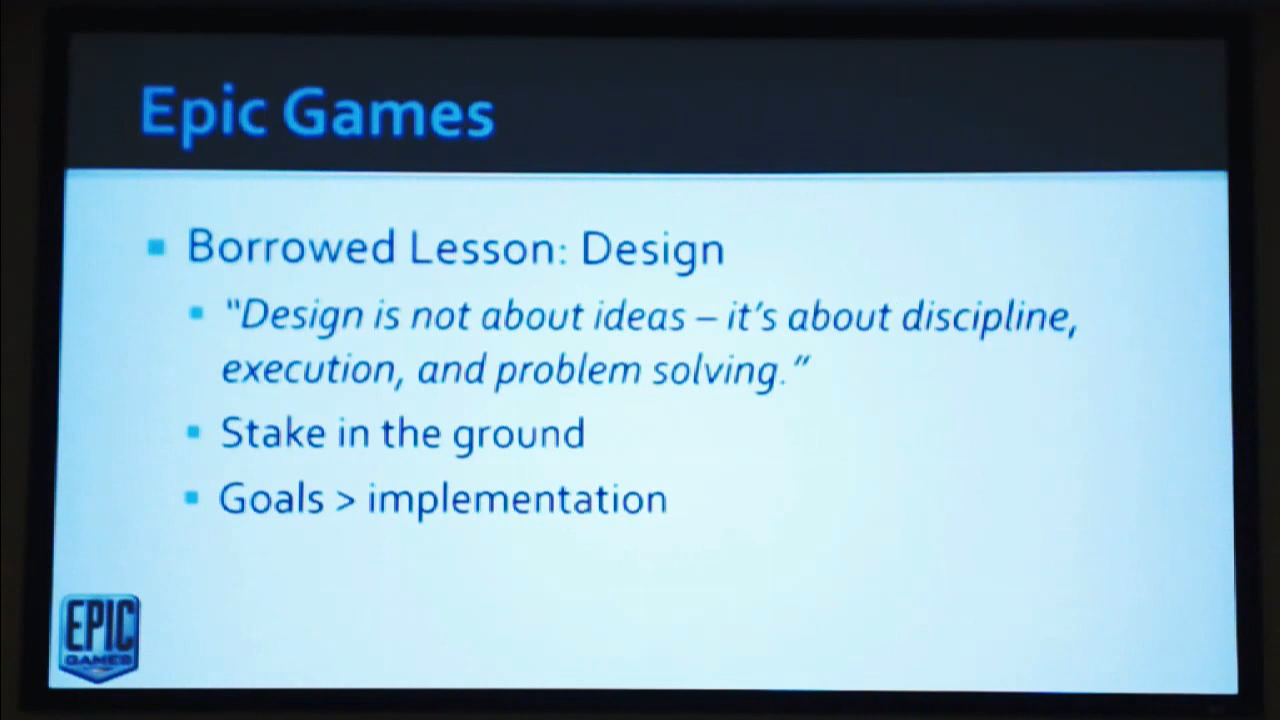 Epic Games
Borrowed Lesson: Design
“Design is not about ideas – it’s about discipline,
execution, and problem solving.”
Stake in the ground
Goals > implementation
EPIC
GAMES